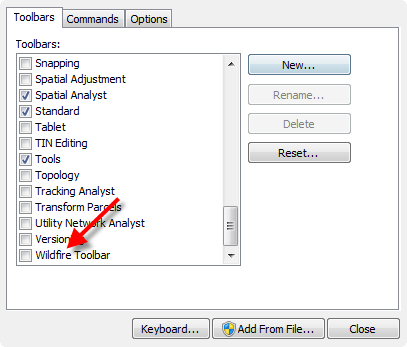 Toolbars
Commands
Options
Toolbars:
Snapping
Spatial Adjustment
Spatial Analyst
Standard
Tablet
TIN Editing
Tools
Topology
Tracking Analyst
Transform Parcels
Utility Network Analyst
Version
Wildfire Toolbar
New...
Rename...
Delete
Reset...
Keyboard...
Add From File...
Close